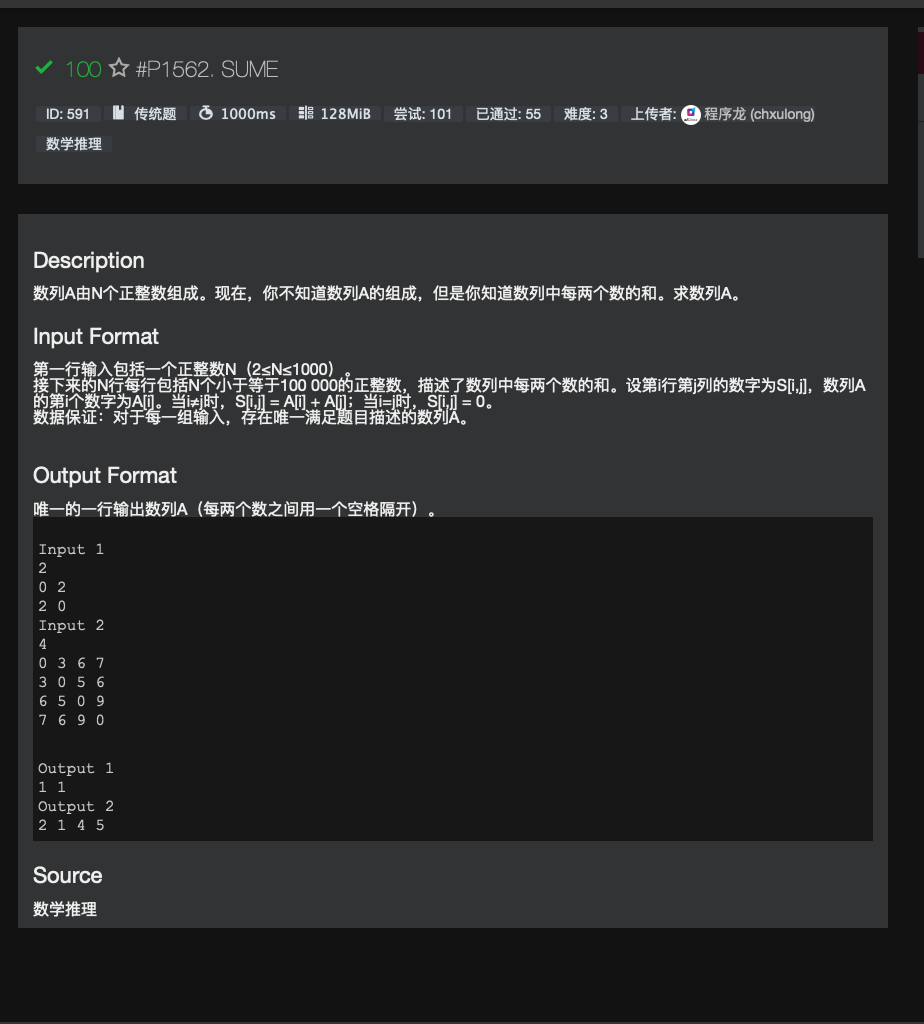 100 #P1562. SUME
ID: 591 传统题 1000ms 128MiB 尝试: 101 已通过: 55 难度: 3 上传者: 程序龙 (chxulong)
数学推理
Description
数列A由N个正整数组成。现在，你不知道数列A的组成，但是你知道数列中每两个数的和。求数列A。
Input Format
第一行输入包括一个正整数N（2≤N≤1000）。
接下来的N行每行包括N个小于等于100 000的正整数，描述了数列中每两个数的和。设第i行第j列的数字为S[i,j]，数列A
的第i个数字为A[i]。当i≠j时，S[i,j] = A[i] + A[j]；当i=j时，S[i,j] = 0。
数据保证：对于每一组输入，存在唯一满足题目描述的数列A。
Output Format
唯一的一行输出数列A（每两个数之间用一个空格隔开）。
Input 1
2
0 2
2 0
Input 2
4
0 3 6 7
3 0 5 6
6 5 0 9
7 6 9 0
Output 1
1 1
Output 2
2 1 4 5
Source
数学推理